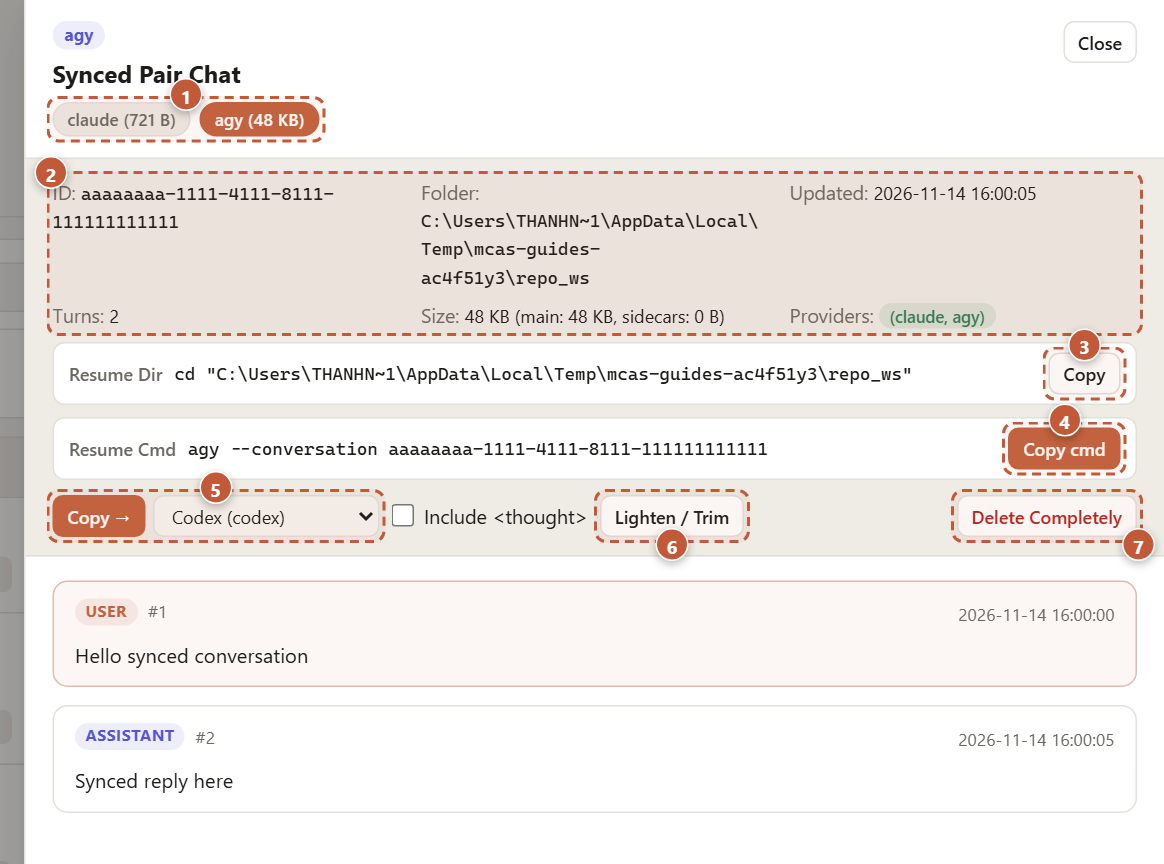 agy
Close
Synced Pair Chat
1
claude (721 B)
agy (48 KB)
2
ID: aaaaaaaa-1111-4111-8111-
111111111111
Folder:
C:\Users\THANHN~1\AppData\Local\
Temp\mcas-guides-
ac4f51y3\repo_ws
Updated: 2026-11-14 16:00:05
Turns: 2
Size: 48 KB (main: 48 KB, sidecars: 0 B)
Providers: (claude, agy)
3
Resume Dir cd "C:\Users\THANHN~1\AppData\Local\Temp\mcas-guides-ac4f51y3\repo_ws"
Copy
4
Resume Cmd agy --conversation aaaaaaaa-1111-4111-8111-111111111111
Copy cmd
5
Copy →
Codex (codex)
Include <thought>
Lighten / Trim
6
Delete Completely
7
USER #1
2026-11-14 16:00:00
Hello synced conversation
ASSISTANT #2
2026-11-14 16:00:05
Synced reply here